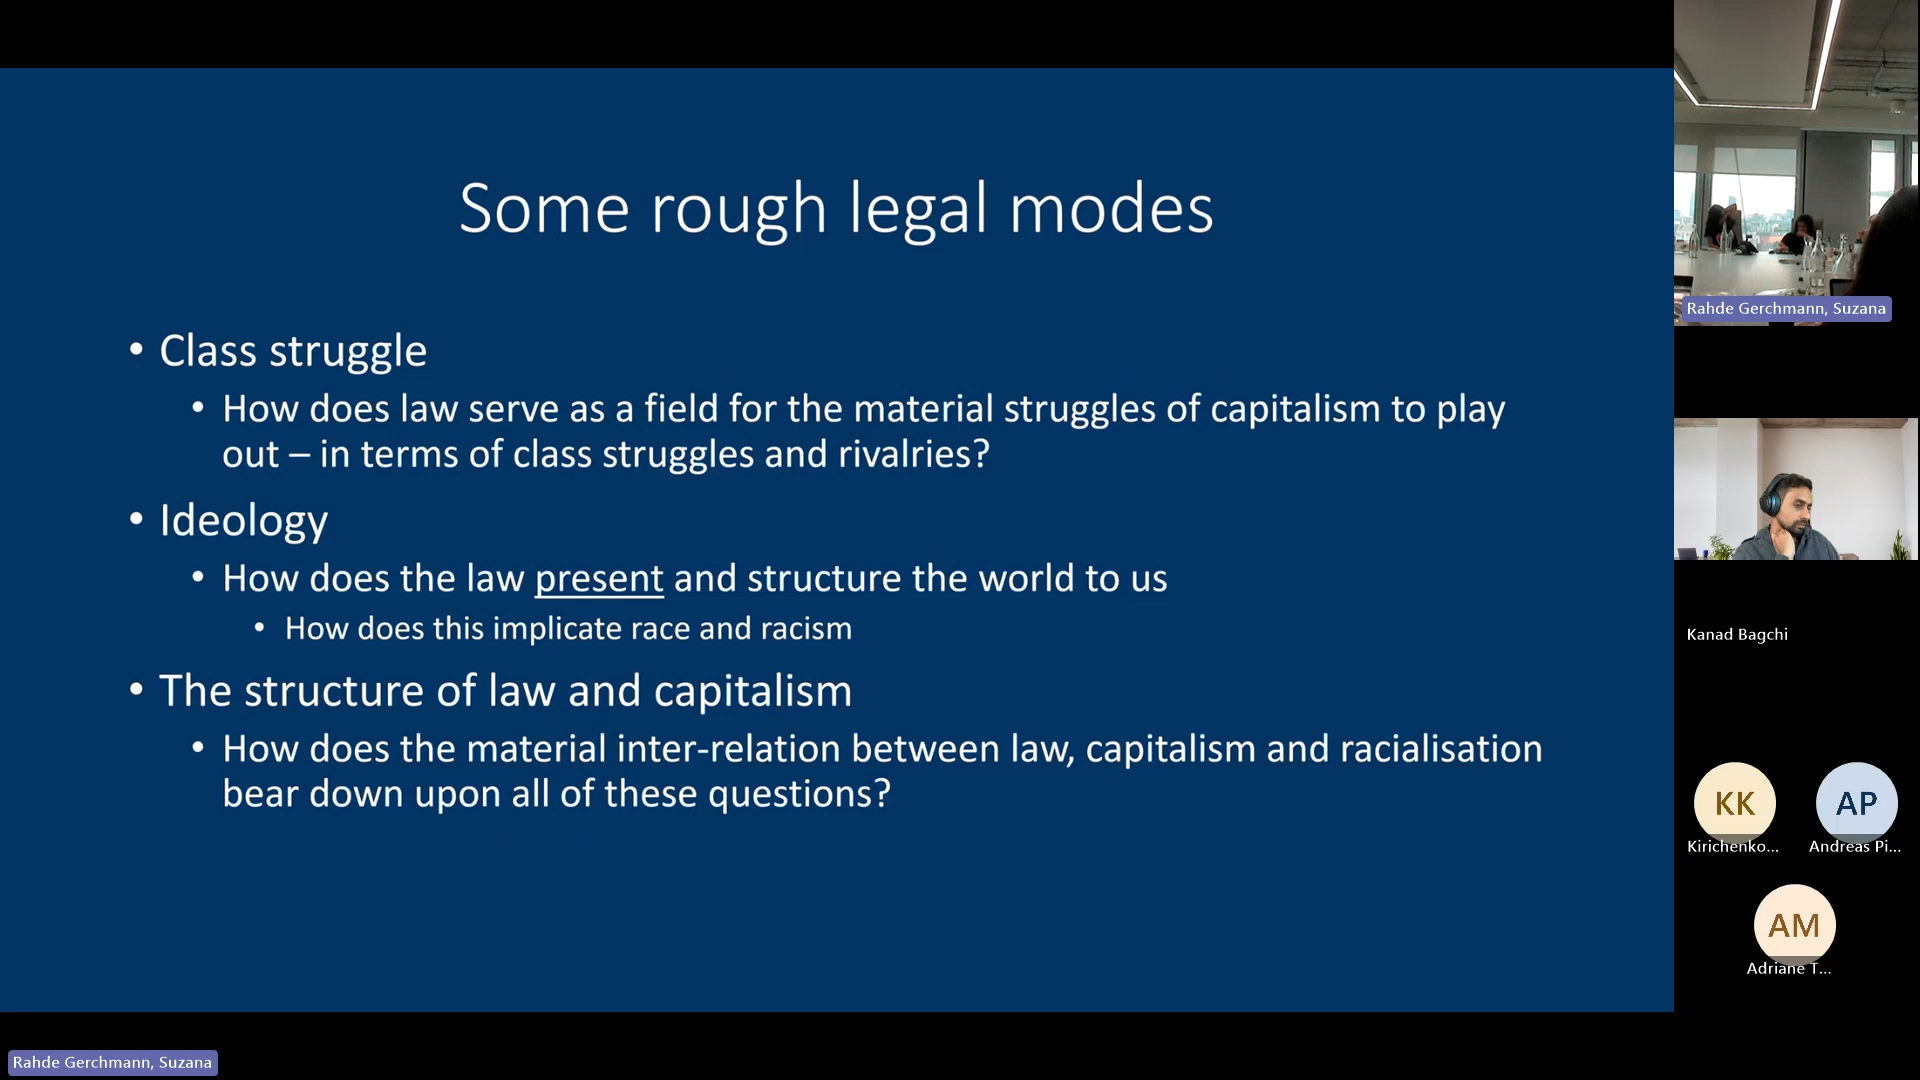 Some rough legal modes
• Class struggle
• How does law serve as a field for the material struggles of capitalism to play
out – in terms of class struggles and rivalries?
• Ideology
• How does the law present and structure the world to us
• How does this implicate race and racism
• The structure of law and capitalism
• How does the material inter-relation between law, capitalism and racialisation
bear down upon all of these questions?
Rahde Gerchmann, Suzana
Kanad Bagchi
KK
Kirichenko...
AP
Andreas Pi...
AM
Adriane T...
Rahde Gerchmann, Suzana